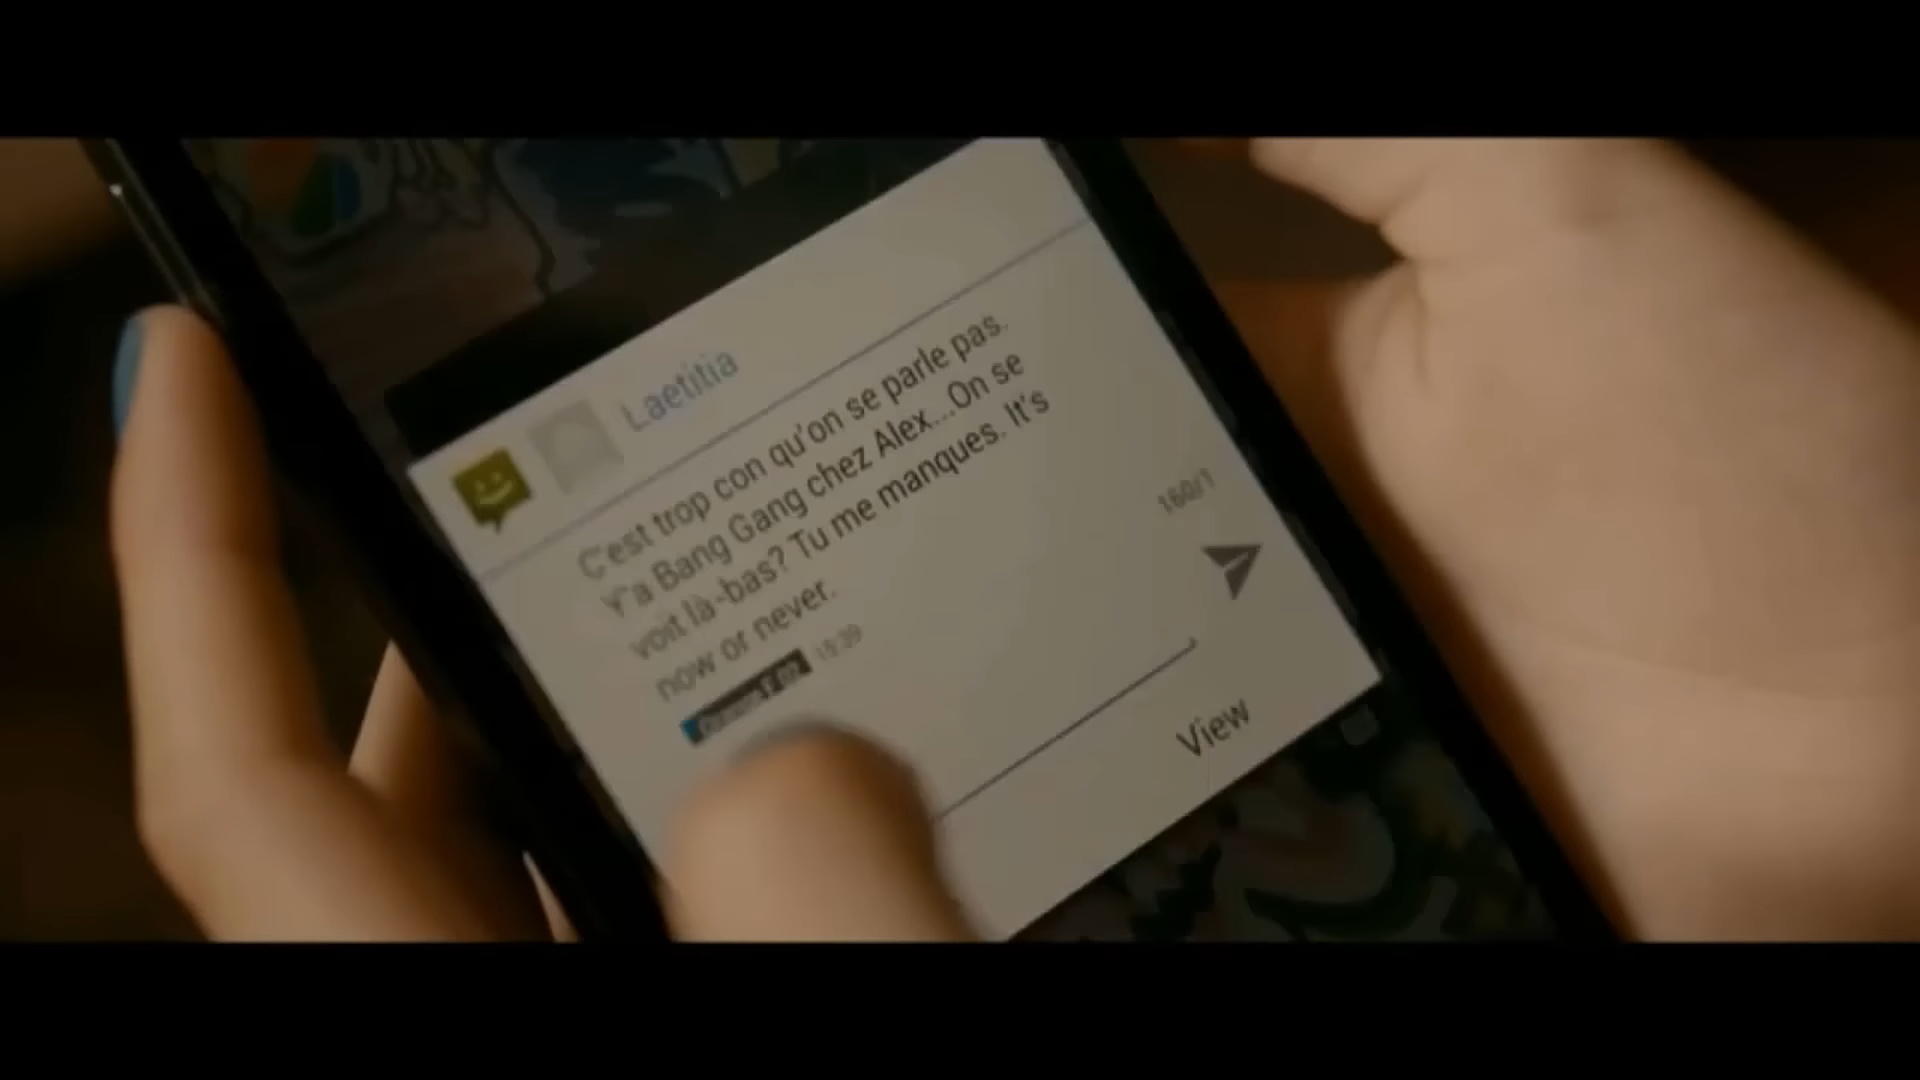 Laetitia
C'est trop con qu'on se parle pas.
Y'a Bang Gang chez Alex...On se
voit là-bas? Tu me manques. It's
now or never.
15:39
160/1
View